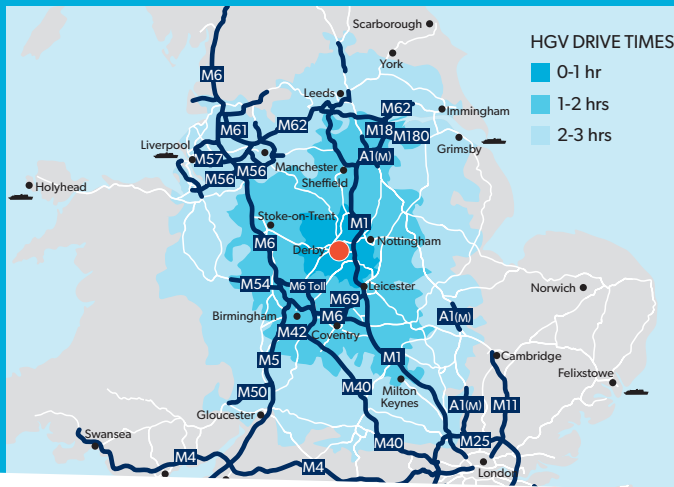 HGV DRIVE TIMES
0-1 hr
1-2 hrs
2-3 hrs
Scarborough
York
M6
Leeds
M62
Immingham
M61
M62
M18
M180
Grimsby
Liverpool
M57
M56
M56
Manchester
A1(M)
Sheffield
Holyhead
Stoke-on-Trent
M1
M6
Derby
Nottingham
M54
M6 Toll
Leicester
Norwich
M69
Birmingham
M6
A1(M)
M42
Coventry
M5
M1
Cambridge
Felixstowe
M50
M40
Milton
Keynes
A1(M)
M11
Gloucester
Swansea
M40
M25
M4
M4
London